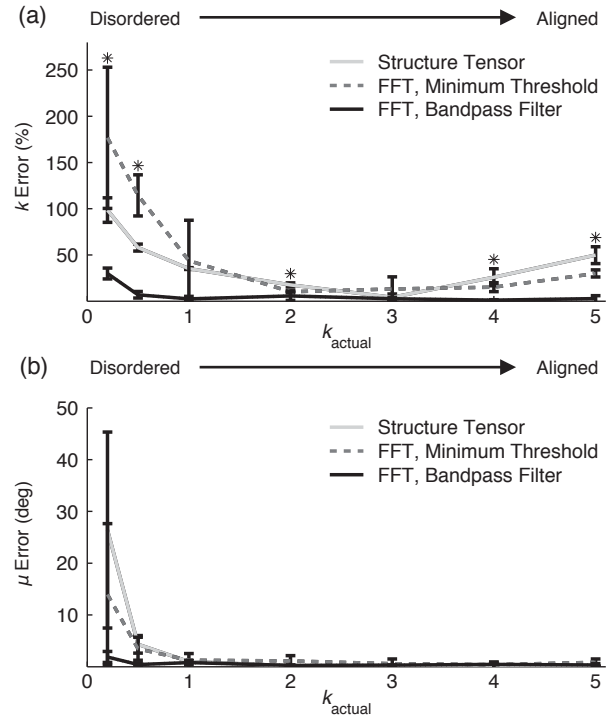 (a)
Disordered
Aligned
*
*
*
*
*
Structure Tensor
FFT, Minimum Threshold
FFT, Bandpass Filter
k Error (%)
250
200
150
100
50
0 1 2 3 4 5
k actual
(b)
Disordered
Aligned
Structure Tensor
FFT, Minimum Threshold
FFT, Bandpass Filter
μ Error (deg)
50
40
30
20
10
0 1 2 3 4 5
k actual